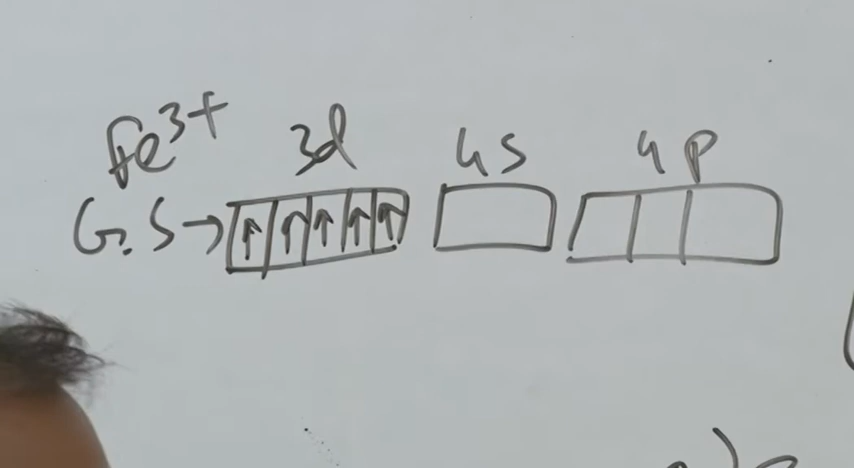 Fe³⁺ 3d 4s 4p
G.S → ↑ ↑ ↑ ↑ ↑